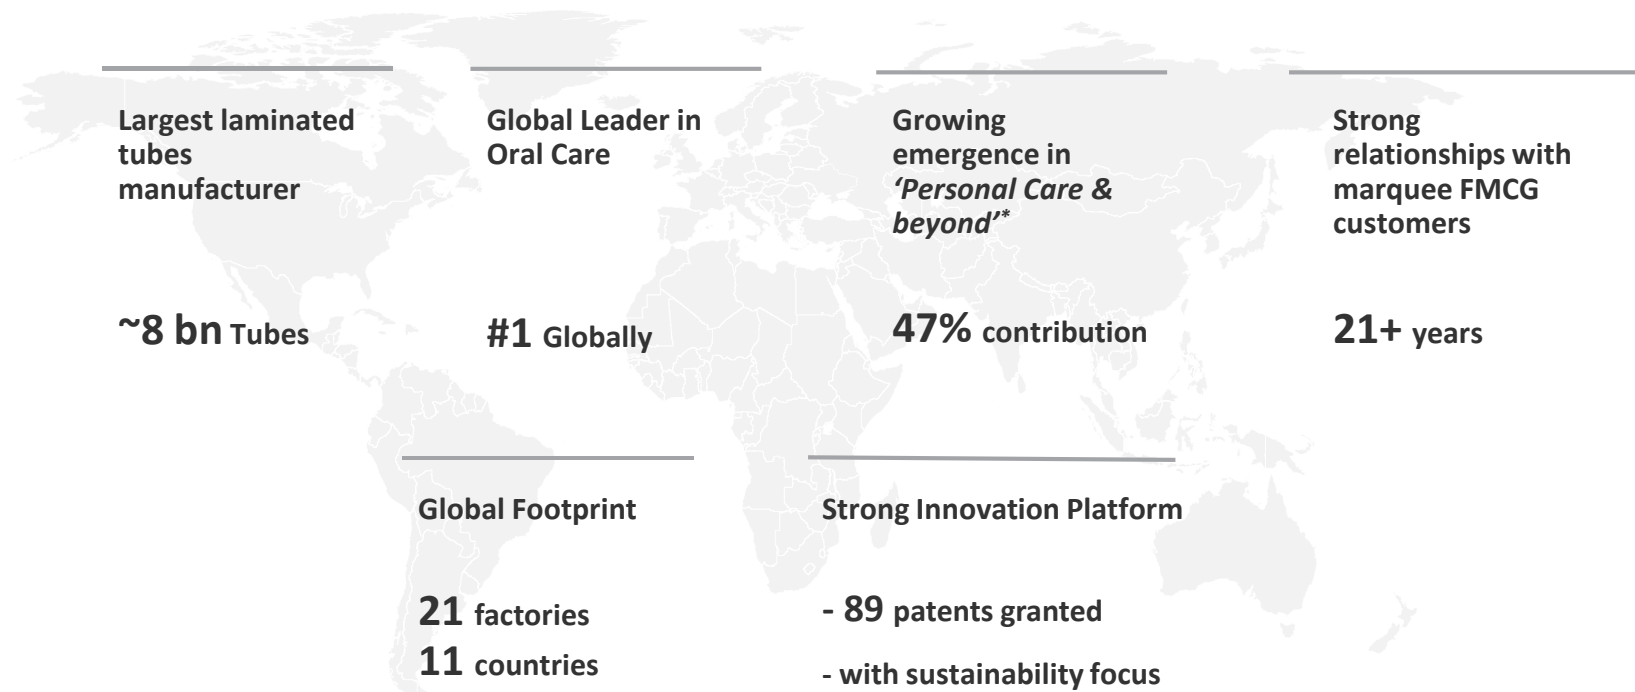 Largest laminated
tubes
manufacturer
~8 bn Tubes
Global Leader in
Oral Care
#1 Globally
Growing
emergence in
‘Personal Care &
beyond’*
47% contribution
Strong
relationships with
marquee FMCG
customers
21+ years
Global Footprint
21 factories
11 countries
Strong Innovation Platform
- 89 patents granted
- with sustainability focus